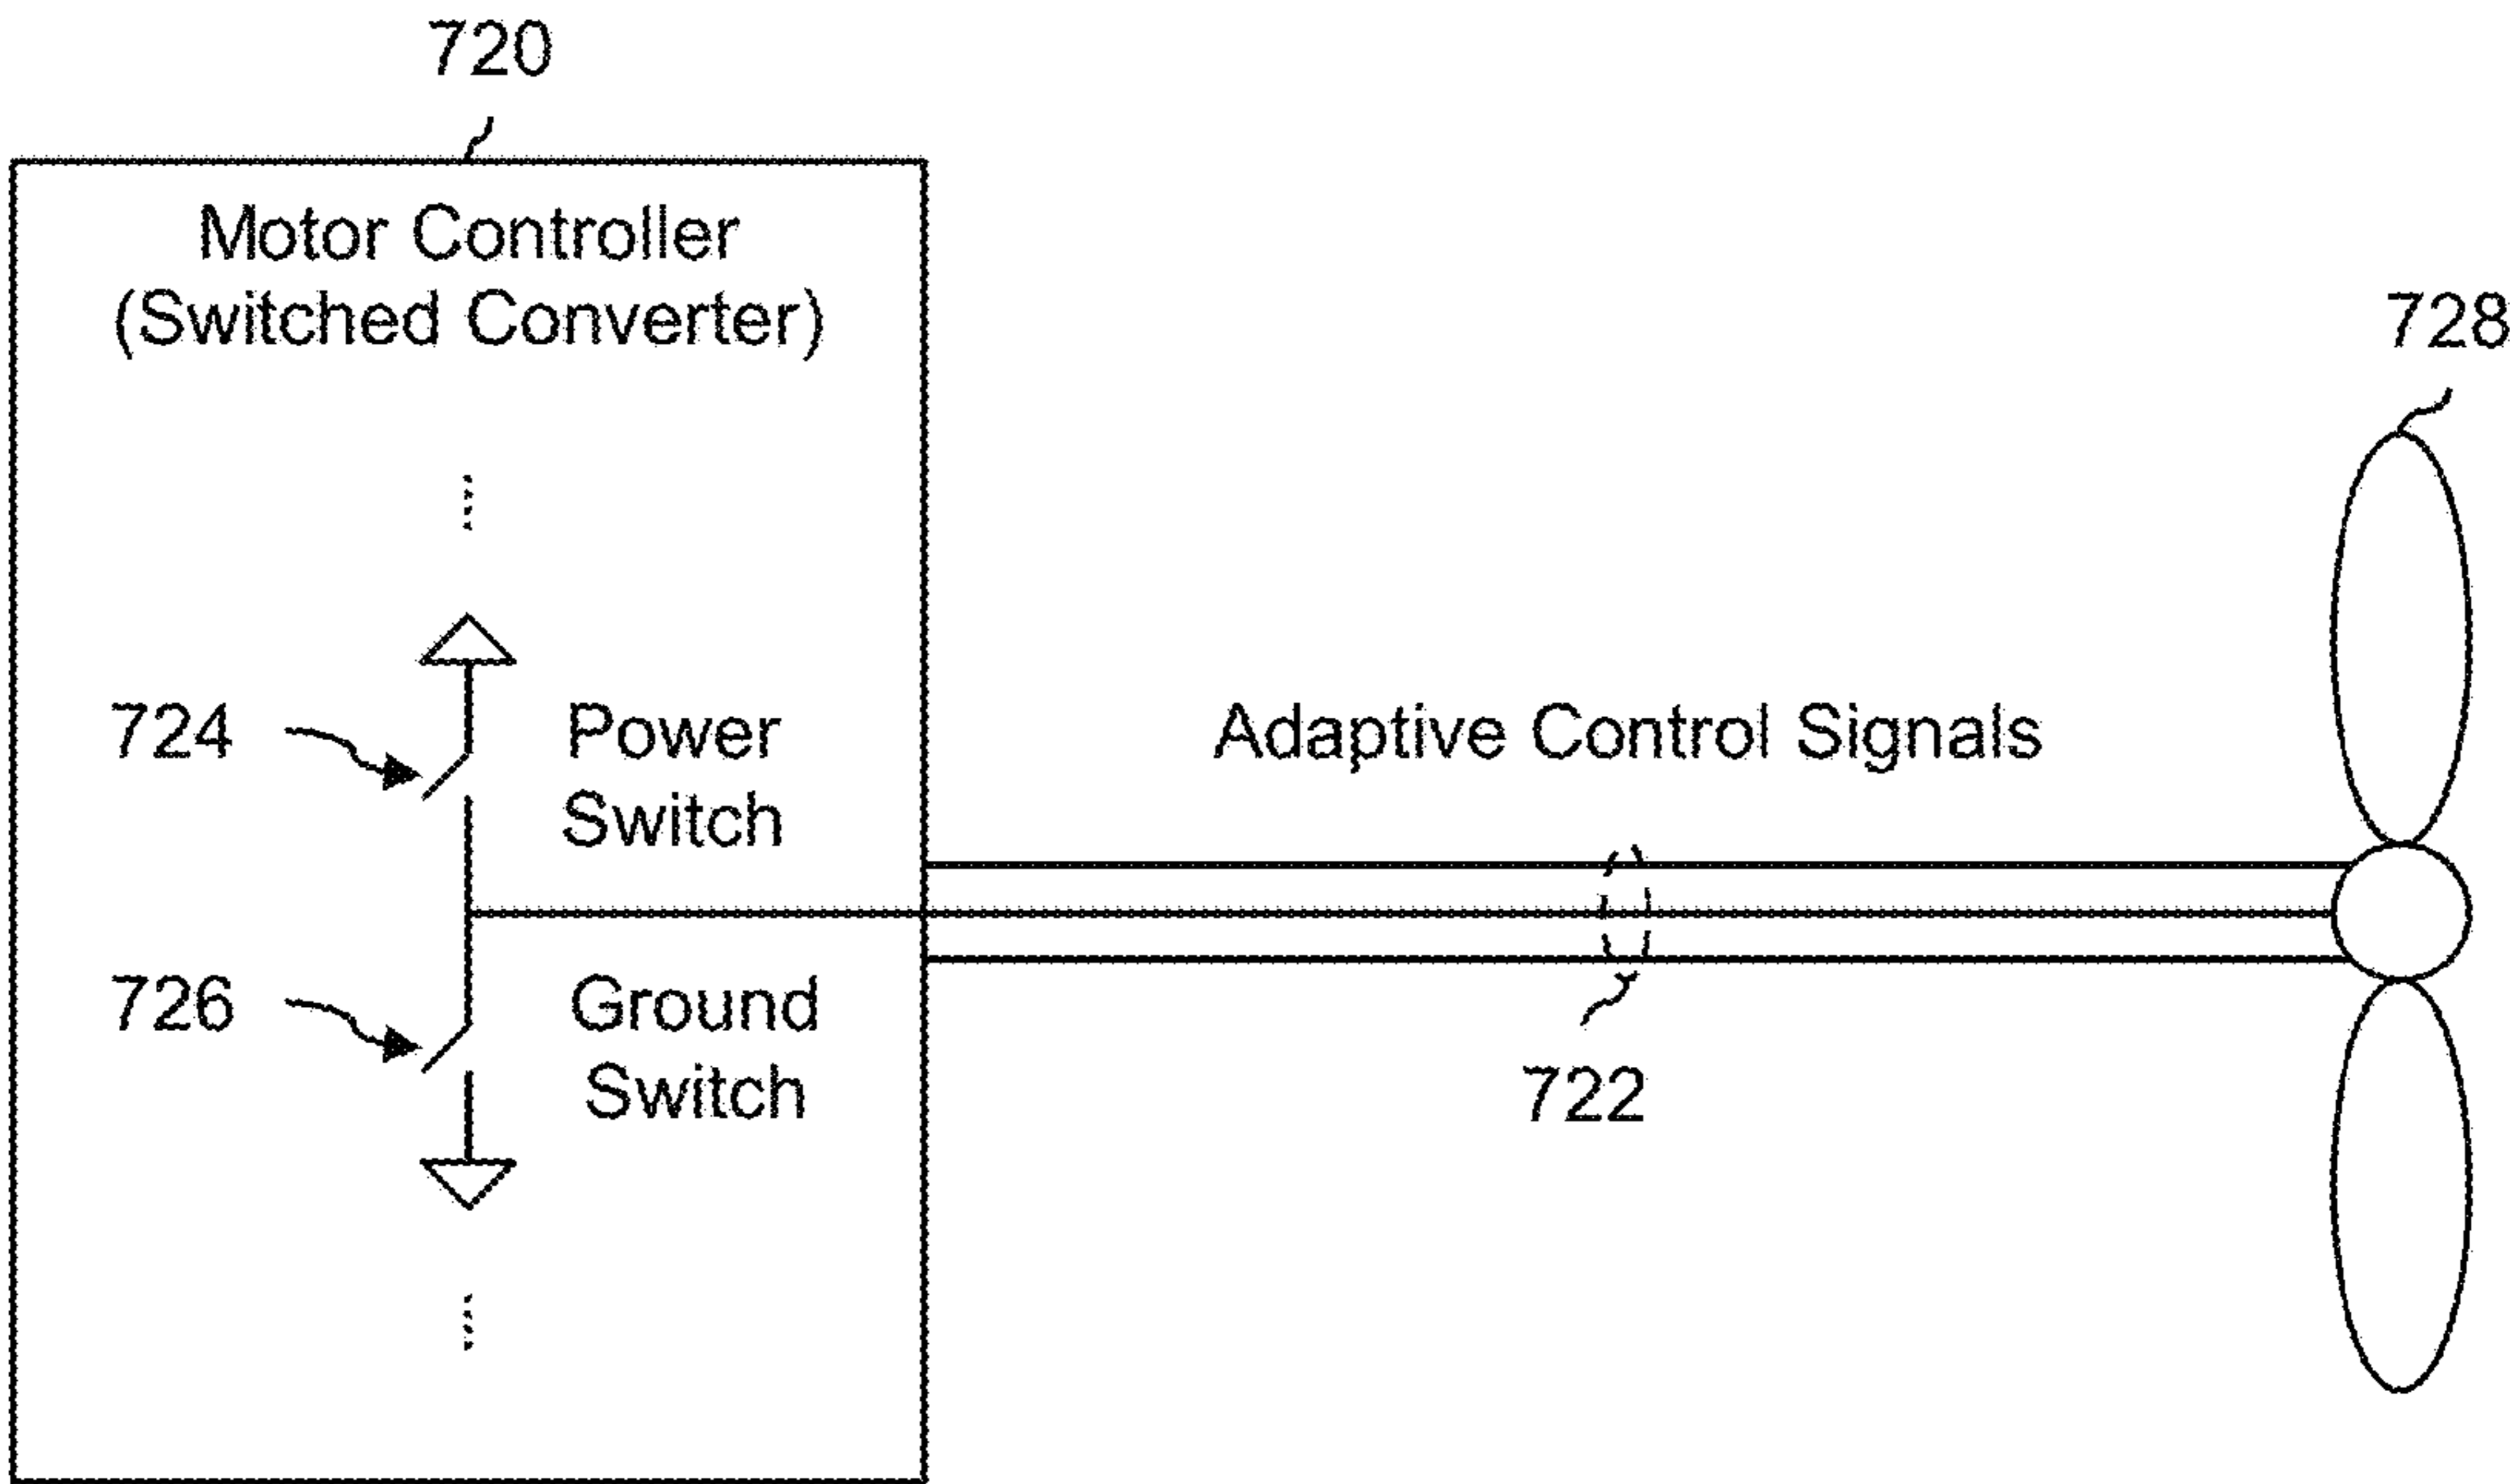 720
Motor Controller
(Switched Converter)
728
724
Power
Switch
Adaptive Control Signals
726
Ground
Switch
722